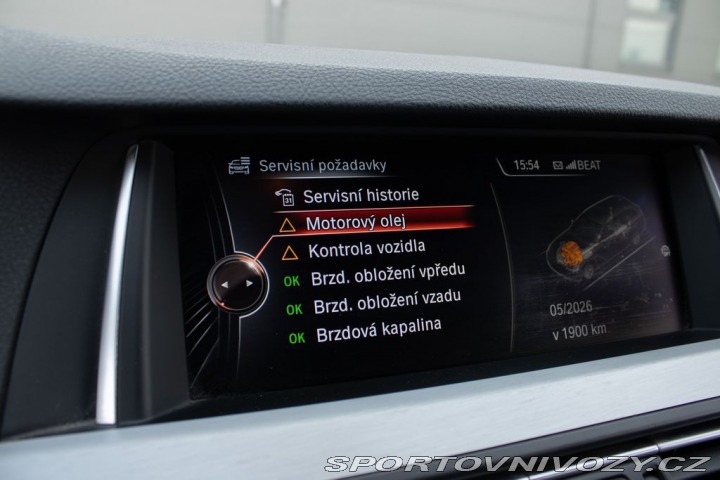 Servisní požadavky
15:54 BEAT
31 Servisní historie
Motorový olej
Kontrola vozidla
OK Brzd. obložení vpředu
OK Brzd. obložení vzadu
OK Brzdová kapalina
05/2026
v 1900 km
SPORTOVNIVOZY.CZ